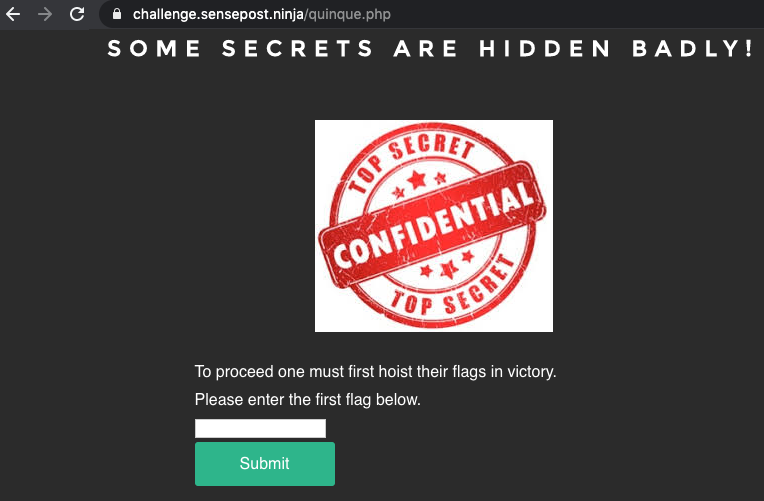 challenge.sensepost.ninja/quinque.php
SOME SECRETS ARE HIDDEN BADLY!
TOP SECRET
CONFIDENTIAL
TOP SECRET
To proceed one must first hoist their flags in victory.
Please enter the first flag below.
Submit